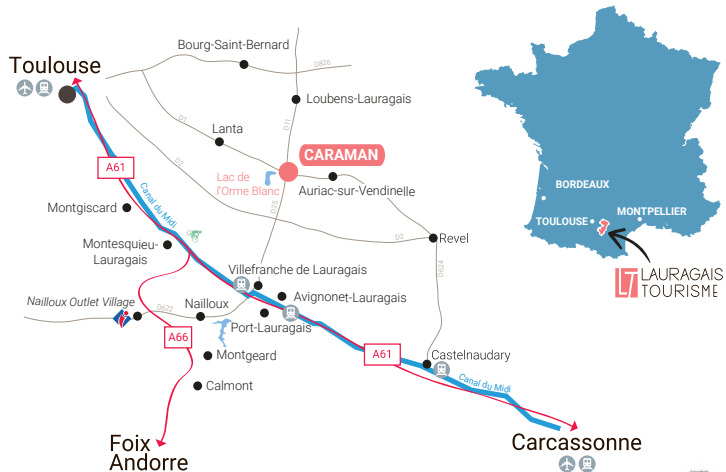 Bourg-Saint-Bernard
D826
Toulouse
Loubens-Lauragais
D1
D11
Lanta
CARAMAN
A61
D2
Lac de
l'Orme Blanc
Auriac-sur-Vendinelle
Canal du Midi
Montgiscard
D25
BORDEAUX
TOULOUSE
MONTPELLIER
Montesquieu-
Lauragais
D2
Revel
D624
LT LAURAGAIS
TOURISME
Villefranche de Lauragais
Nailloux Outlet Village
D622
Nailloux
Avignonet-Lauragais
Port-Lauragais
A66
Montgeard
A61
Castelnaudary
Calmont
Canal du Midi
Foix
Andorre
Carcassonne